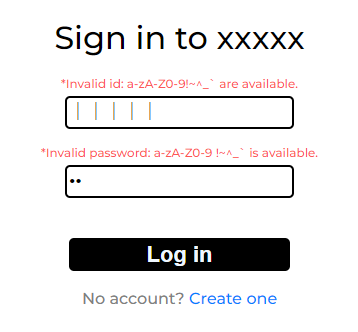 Sign in to xxxxx
*Invalid id: a-zA-Z0-9!~^_` are available.
| | | | |
*Invalid password: a-zA-Z0-9 !~^_` is available.
••
Log in
No account? Create one